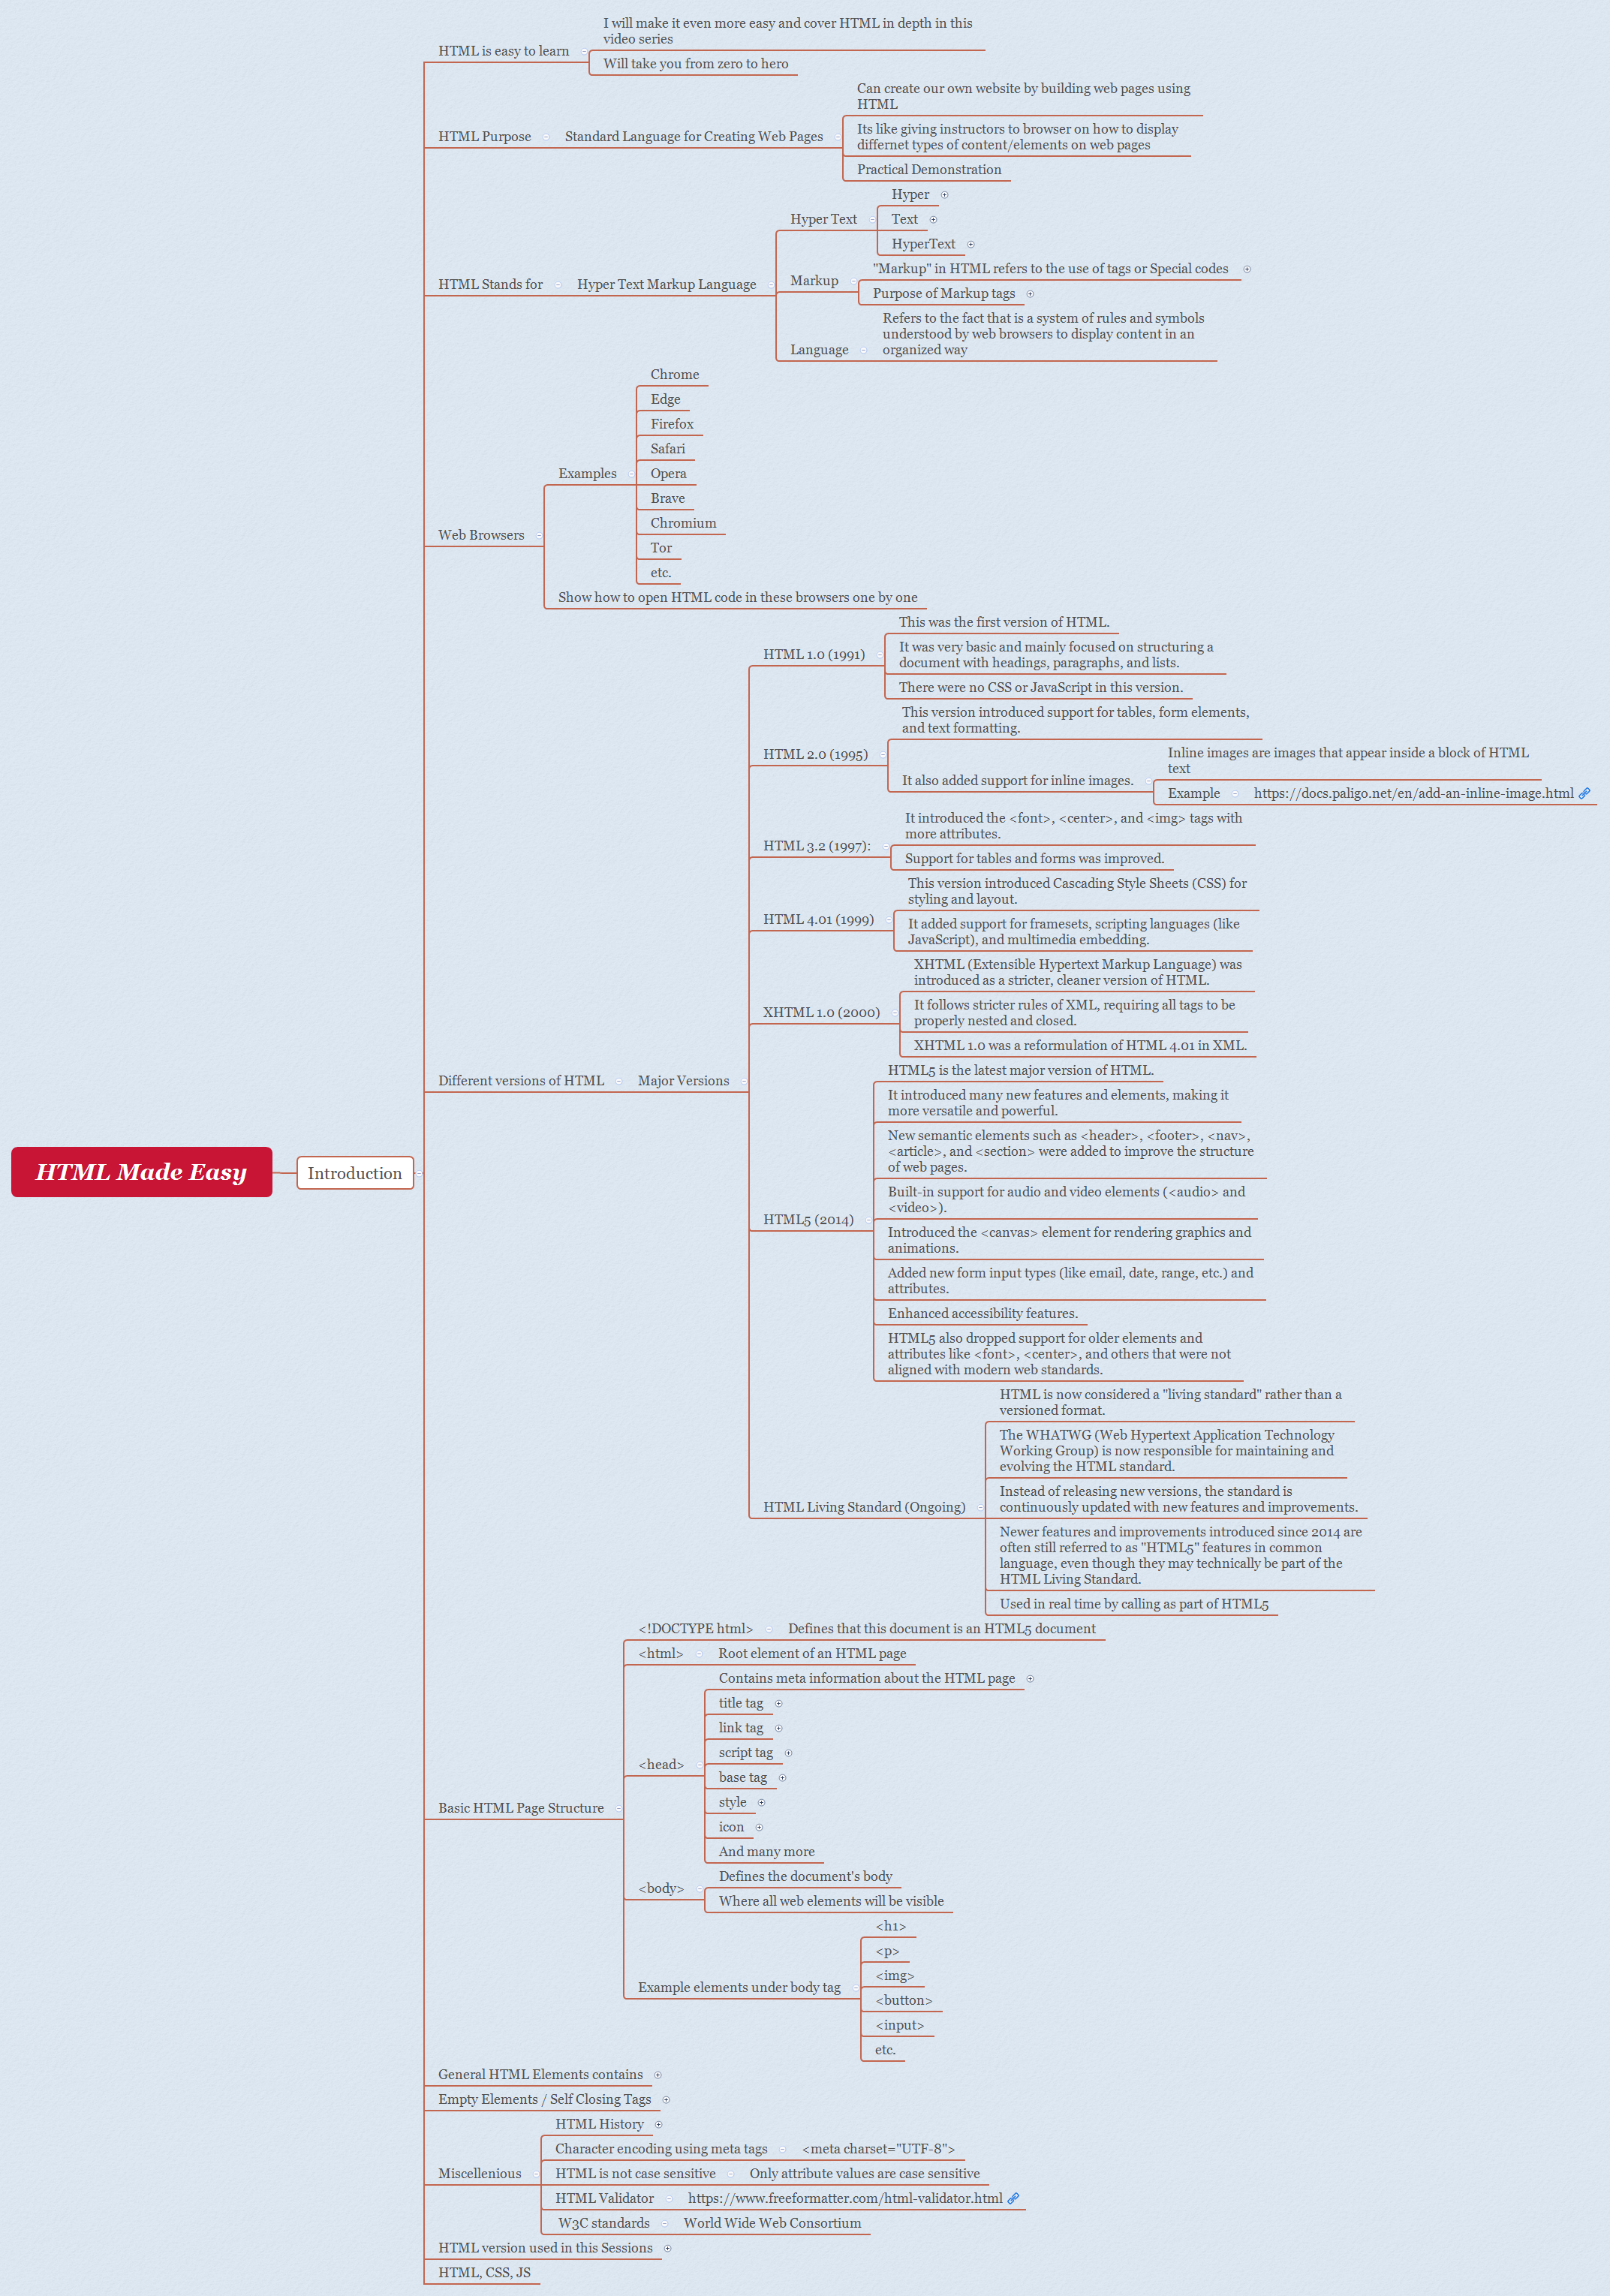 I will make it even more easy and cover HTML in depth in this
video series
HTML is easy to learn
Will take you from zero to hero
Can create our own website by building web pages using
HTML
HTML Purpose
Standard Language for Creating Web Pages
Its like giving instructors to browser on how to display
differnet types of content/elements on web pages
Practical Demonstration
Hyper
Hyper Text
Text
HyperText
"Markup" in HTML refers to the use of tags or Special codes
Markup
HTML Stands for
Hyper Text Markup Language
Purpose of Markup tags
Refers to the fact that is a system of rules and symbols
understood by web browsers to display content in an
organized way
Language
Chrome
Edge
Firefox
Safari
Examples
Opera
Brave
Chromium
Web Browsers
Tor
etc.
Show how to open HTML code in these browsers one by one
This was the first version of HTML.
HTML 1.0 (1991)
It was very basic and mainly focused on structuring a
document with headings, paragraphs, and lists.
There were no CSS or JavaScript in this version.
This version introduced support for tables, form elements,
and text formatting.
HTML 2.0 (1995)
Inline images are images that appear inside a block of HTML
text
It also added support for inline images.
Example
https://docs.paligo.net/en/add-an-inline-image.html
It introduced the <font>, <center>, and <img> tags with
more attributes.
HTML 3.2 (1997):
Support for tables and forms was improved.
This version introduced Cascading Style Sheets (CSS) for
styling and layout.
HTML 4.01 (1999)
It added support for framesets, scripting languages (like
JavaScript), and multimedia embedding.
XHTML (Extensible Hypertext Markup Language) was
introduced as a stricter, cleaner version of HTML.
XHTML 1.0 (2000)
It follows stricter rules of XML, requiring all tags to be
properly nested and closed.
XHTML 1.0 was a reformulation of HTML 4.01 in XML.
Different versions of HTML
Major Versions
HTML5 is the latest major version of HTML.
It introduced many new features and elements, making it
more versatile and powerful.
New semantic elements such as <header>, <footer>, <nav>,
<article>, and <section> were added to improve the structure
of web pages.
HTML Made Easy
Introduction
Built-in support for audio and video elements (<audio> and
<video>).
HTML5 (2014)
Introduced the <canvas> element for rendering graphics and
animations.
Added new form input types (like email, date, range, etc.) and
attributes.
Enhanced accessibility features.
HTML5 also dropped support for older elements and
attributes like <font>, <center>, and others that were not
aligned with modern web standards.
HTML is now considered a "living standard" rather than a
versioned format.
The WHATWG (Web Hypertext Application Technology
Working Group) is now responsible for maintaining and
evolving the HTML standard.
HTML Living Standard (Ongoing)
Instead of releasing new versions, the standard is
continuously updated with new features and improvements.
Newer features and improvements introduced since 2014 are
often still referred to as "HTML5" features in common
language, even though they may technically be part of the
HTML Living Standard.
Used in real time by calling as part of HTML5
<!DOCTYPE html>
Defines that this document is an HTML5 document
<html>
Root element of an HTML page
Contains meta information about the HTML page
title tag
link tag
script tag
<head>
base tag
style
Basic HTML Page Structure
icon
And many more
Defines the document's body
<body>
Where all web elements will be visible
<h1>
<p>
<img>
Example elements under body tag
<button>
<input>
etc.
General HTML Elements contains
Empty Elements / Self Closing Tags
HTML History
Character encoding using meta tags
<meta charset="UTF-8">
Miscellenious
HTML is not case sensitive
Only attribute values are case sensitive
HTML Validator
https://www.freeformatter.com/html-validator.html
W3C standards
World Wide Web Consortium
HTML version used in this Sessions
HTML, CSS, JS